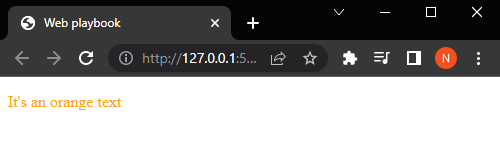 Web playbook
http://127.0.0.1:5...
N
It's an orange text